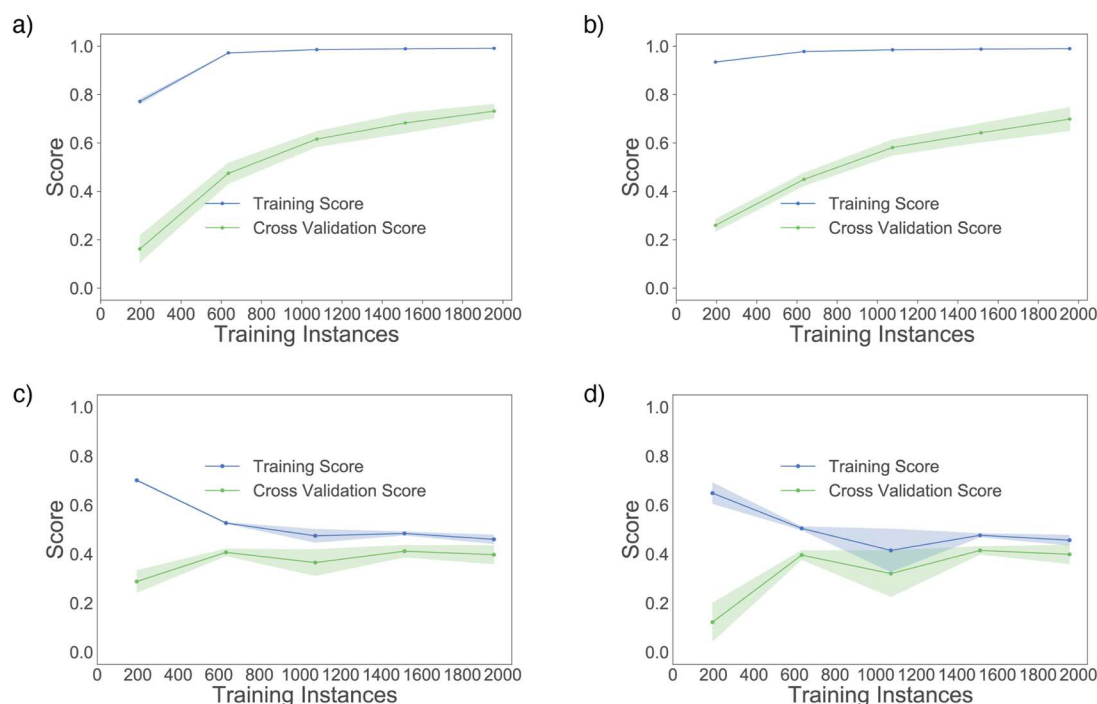 a)
1.0
0.8
0.6
0.4
0.2
0.0
Score
Training Score
Cross Validation Score
0 200 400 600 800 1000 1200 1400 1600 1800 2000
Training Instances
b)
1.0
0.8
0.6
0.4
0.2
0.0
Score
Training Score
Cross Validation Score
0 200 400 600 800 1000 1200 1400 1600 1800 2000
Training Instances
c)
1.0
0.8
0.6
0.4
0.2
0.0
Score
Training Score
Cross Validation Score
0 200 400 600 800 1000 1200 1400 1600 1800 2000
Training Instances
d)
1.0
0.8
0.6
0.4
0.2
0.0
Score
Training Score
Cross Validation Score
0 200 400 600 800 1000 1200 1400 1600 1800 2000
Training Instances